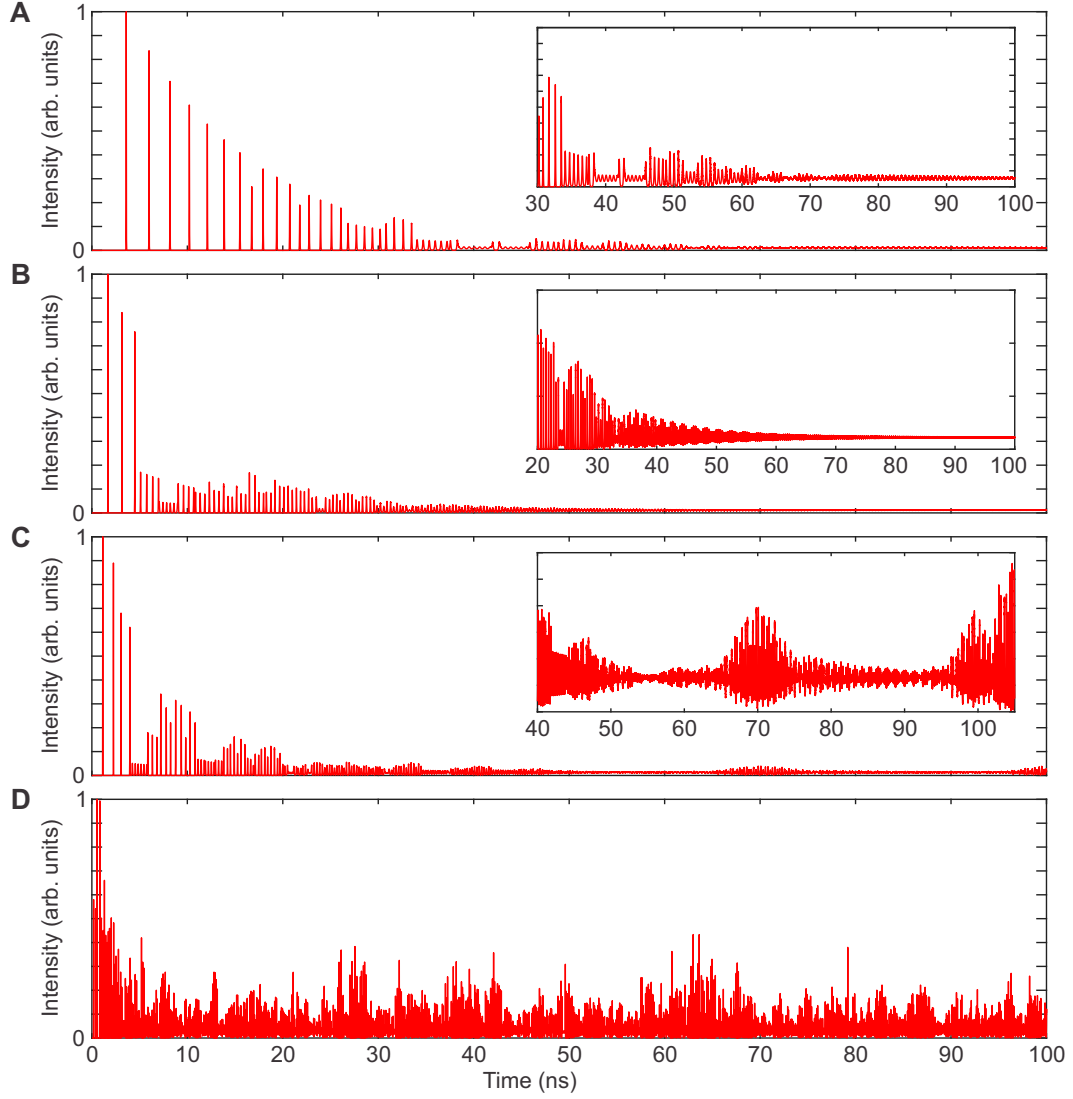 A
Intensity (arb. units)
1
0
30 40 50 60 70 80 90 100
B
Intensity (arb. units)
1
0
20 30 40 50 60 70 80 90 100
C
Intensity (arb. units)
1
0
40 50 60 70 80 90 100
D
Intensity (arb. units)
1
0
0 10 20 30 40 50 60 70 80 90 100
Time (ns)